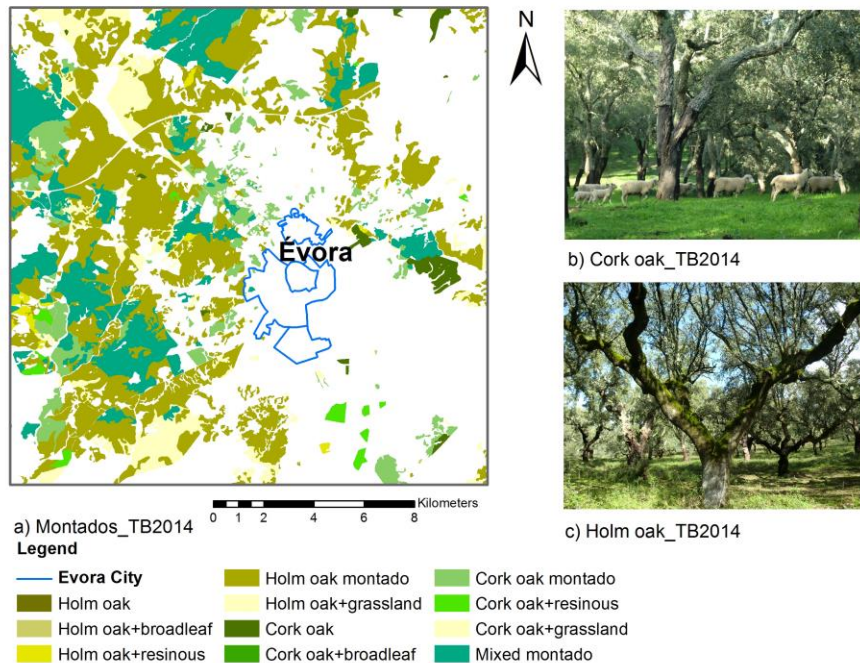 N
Évora
b) Cork oak_TB2014
Kilometers
0 1 2 4 6 8
a) Montados_TB2014
c) Holm oak_TB2014
Legend
Evora City
Holm oak
Holm oak+broadleaf
Holm oak+resinous
Holm oak montado
Holm oak+grassland
Cork oak
Cork oak+broadleaf
Cork oak montado
Cork oak+resinous
Cork oak+grassland
Mixed montado